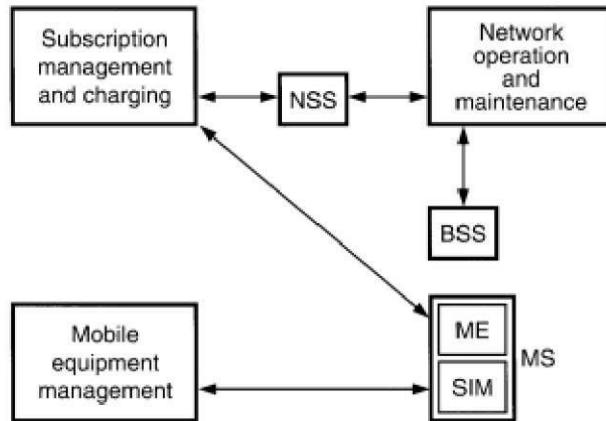 Subscription
management
and charging
NSS
Network
operation
and
maintenance
BSS
Mobile
equipment
management
ME
SIM
MS